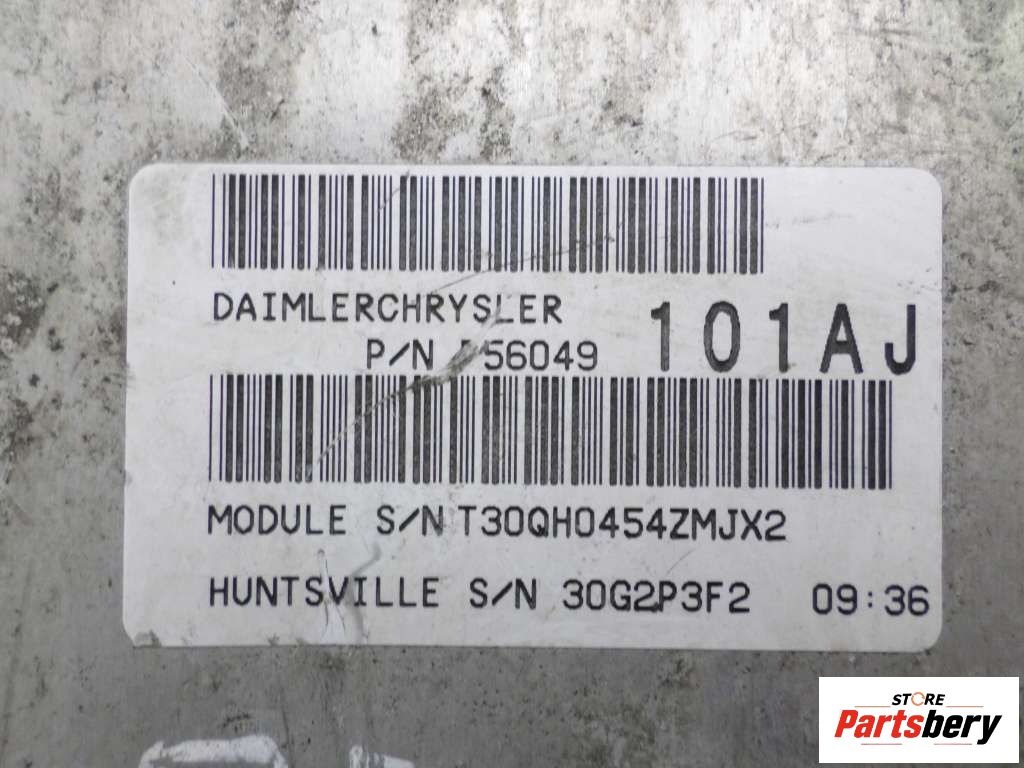 DAIMLERCHRYSLER
P/N 56049 101AJ
MODULE S/N T30QH0454ZMJX2
HUNTSVILLE S/N 30G2P3F2 09:36
STORE
Partsbery